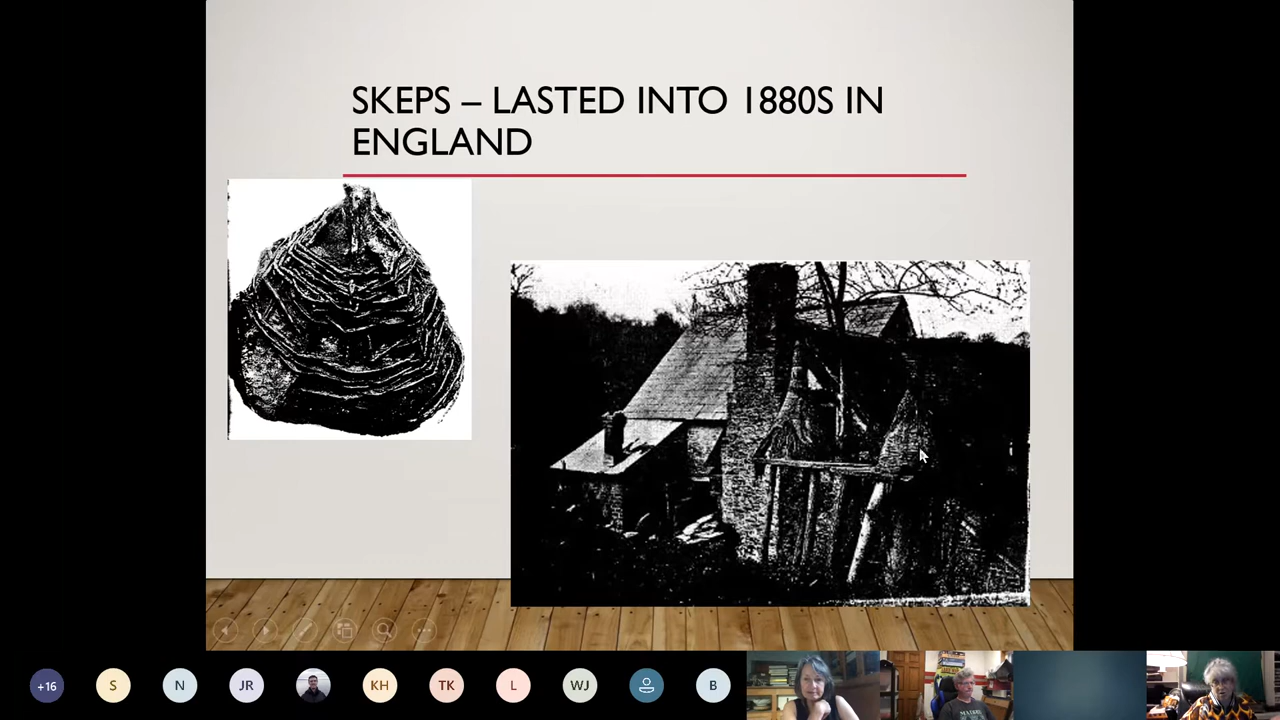 SKEPS – LASTED INTO 1880S IN
ENGLAND
+16
S
N
JR
KH
TK
L
WJ
B